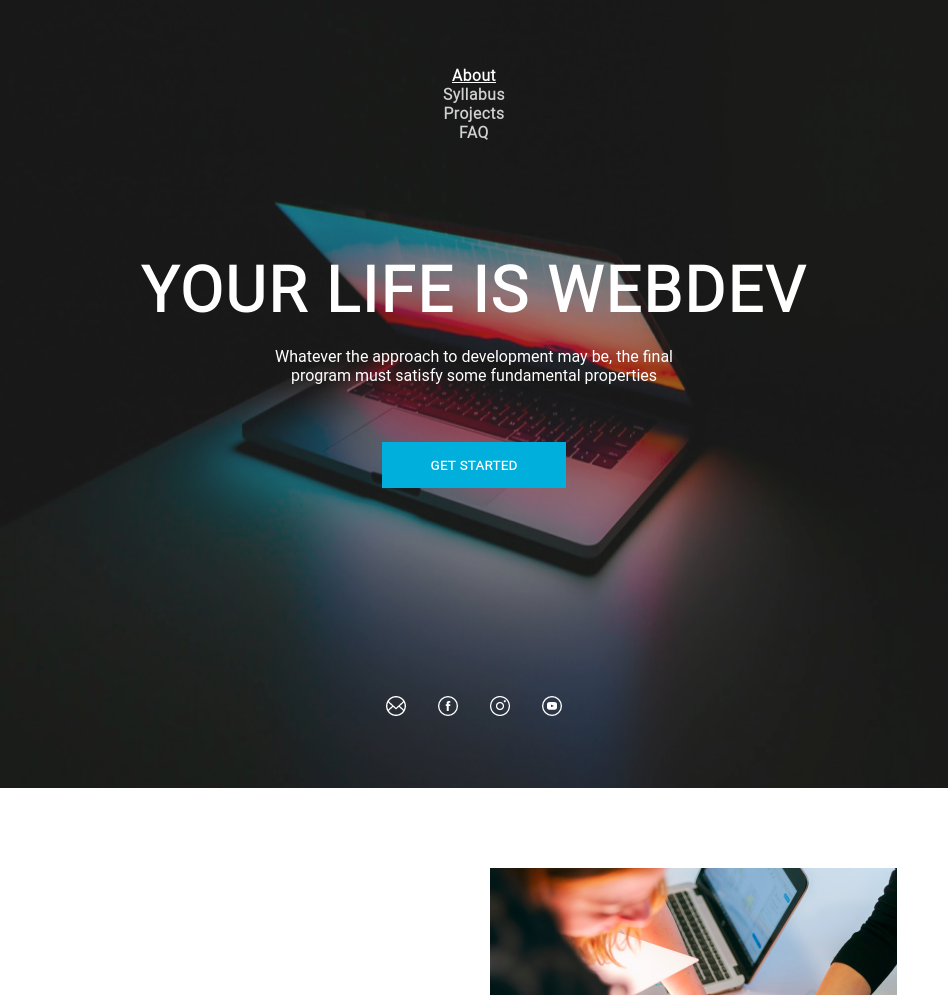 About
Syllabus
Projects
FAQ
YOUR LIFE IS WEBDEV
Whatever the approach to development may be, the final
program must satisfy some fundamental properties
GET STARTED